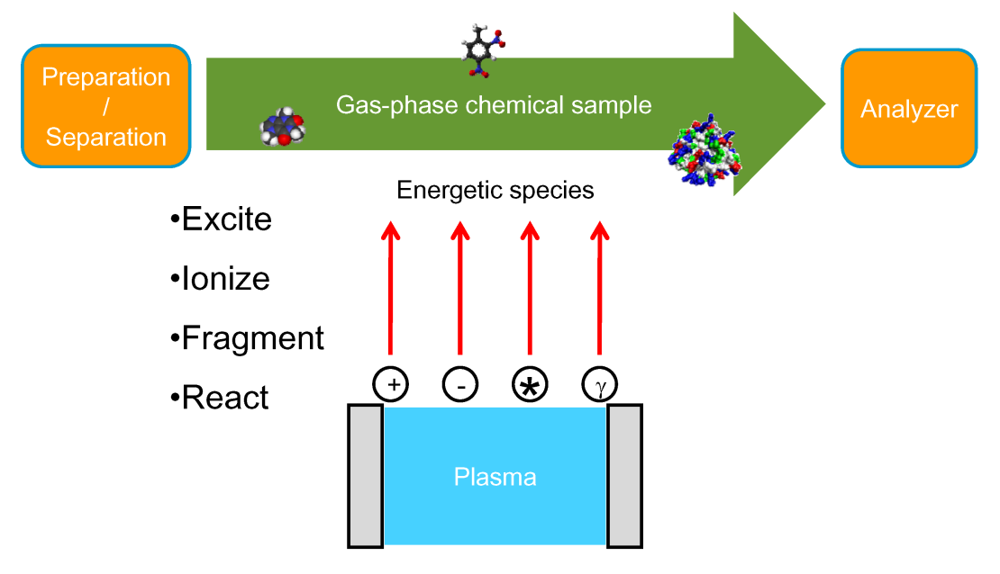 Preparation
/
Separation
Gas-phase chemical sample
Analyzer
Energetic species
•Excite
•Ionize
•Fragment
•React
+ - * γ
Plasma